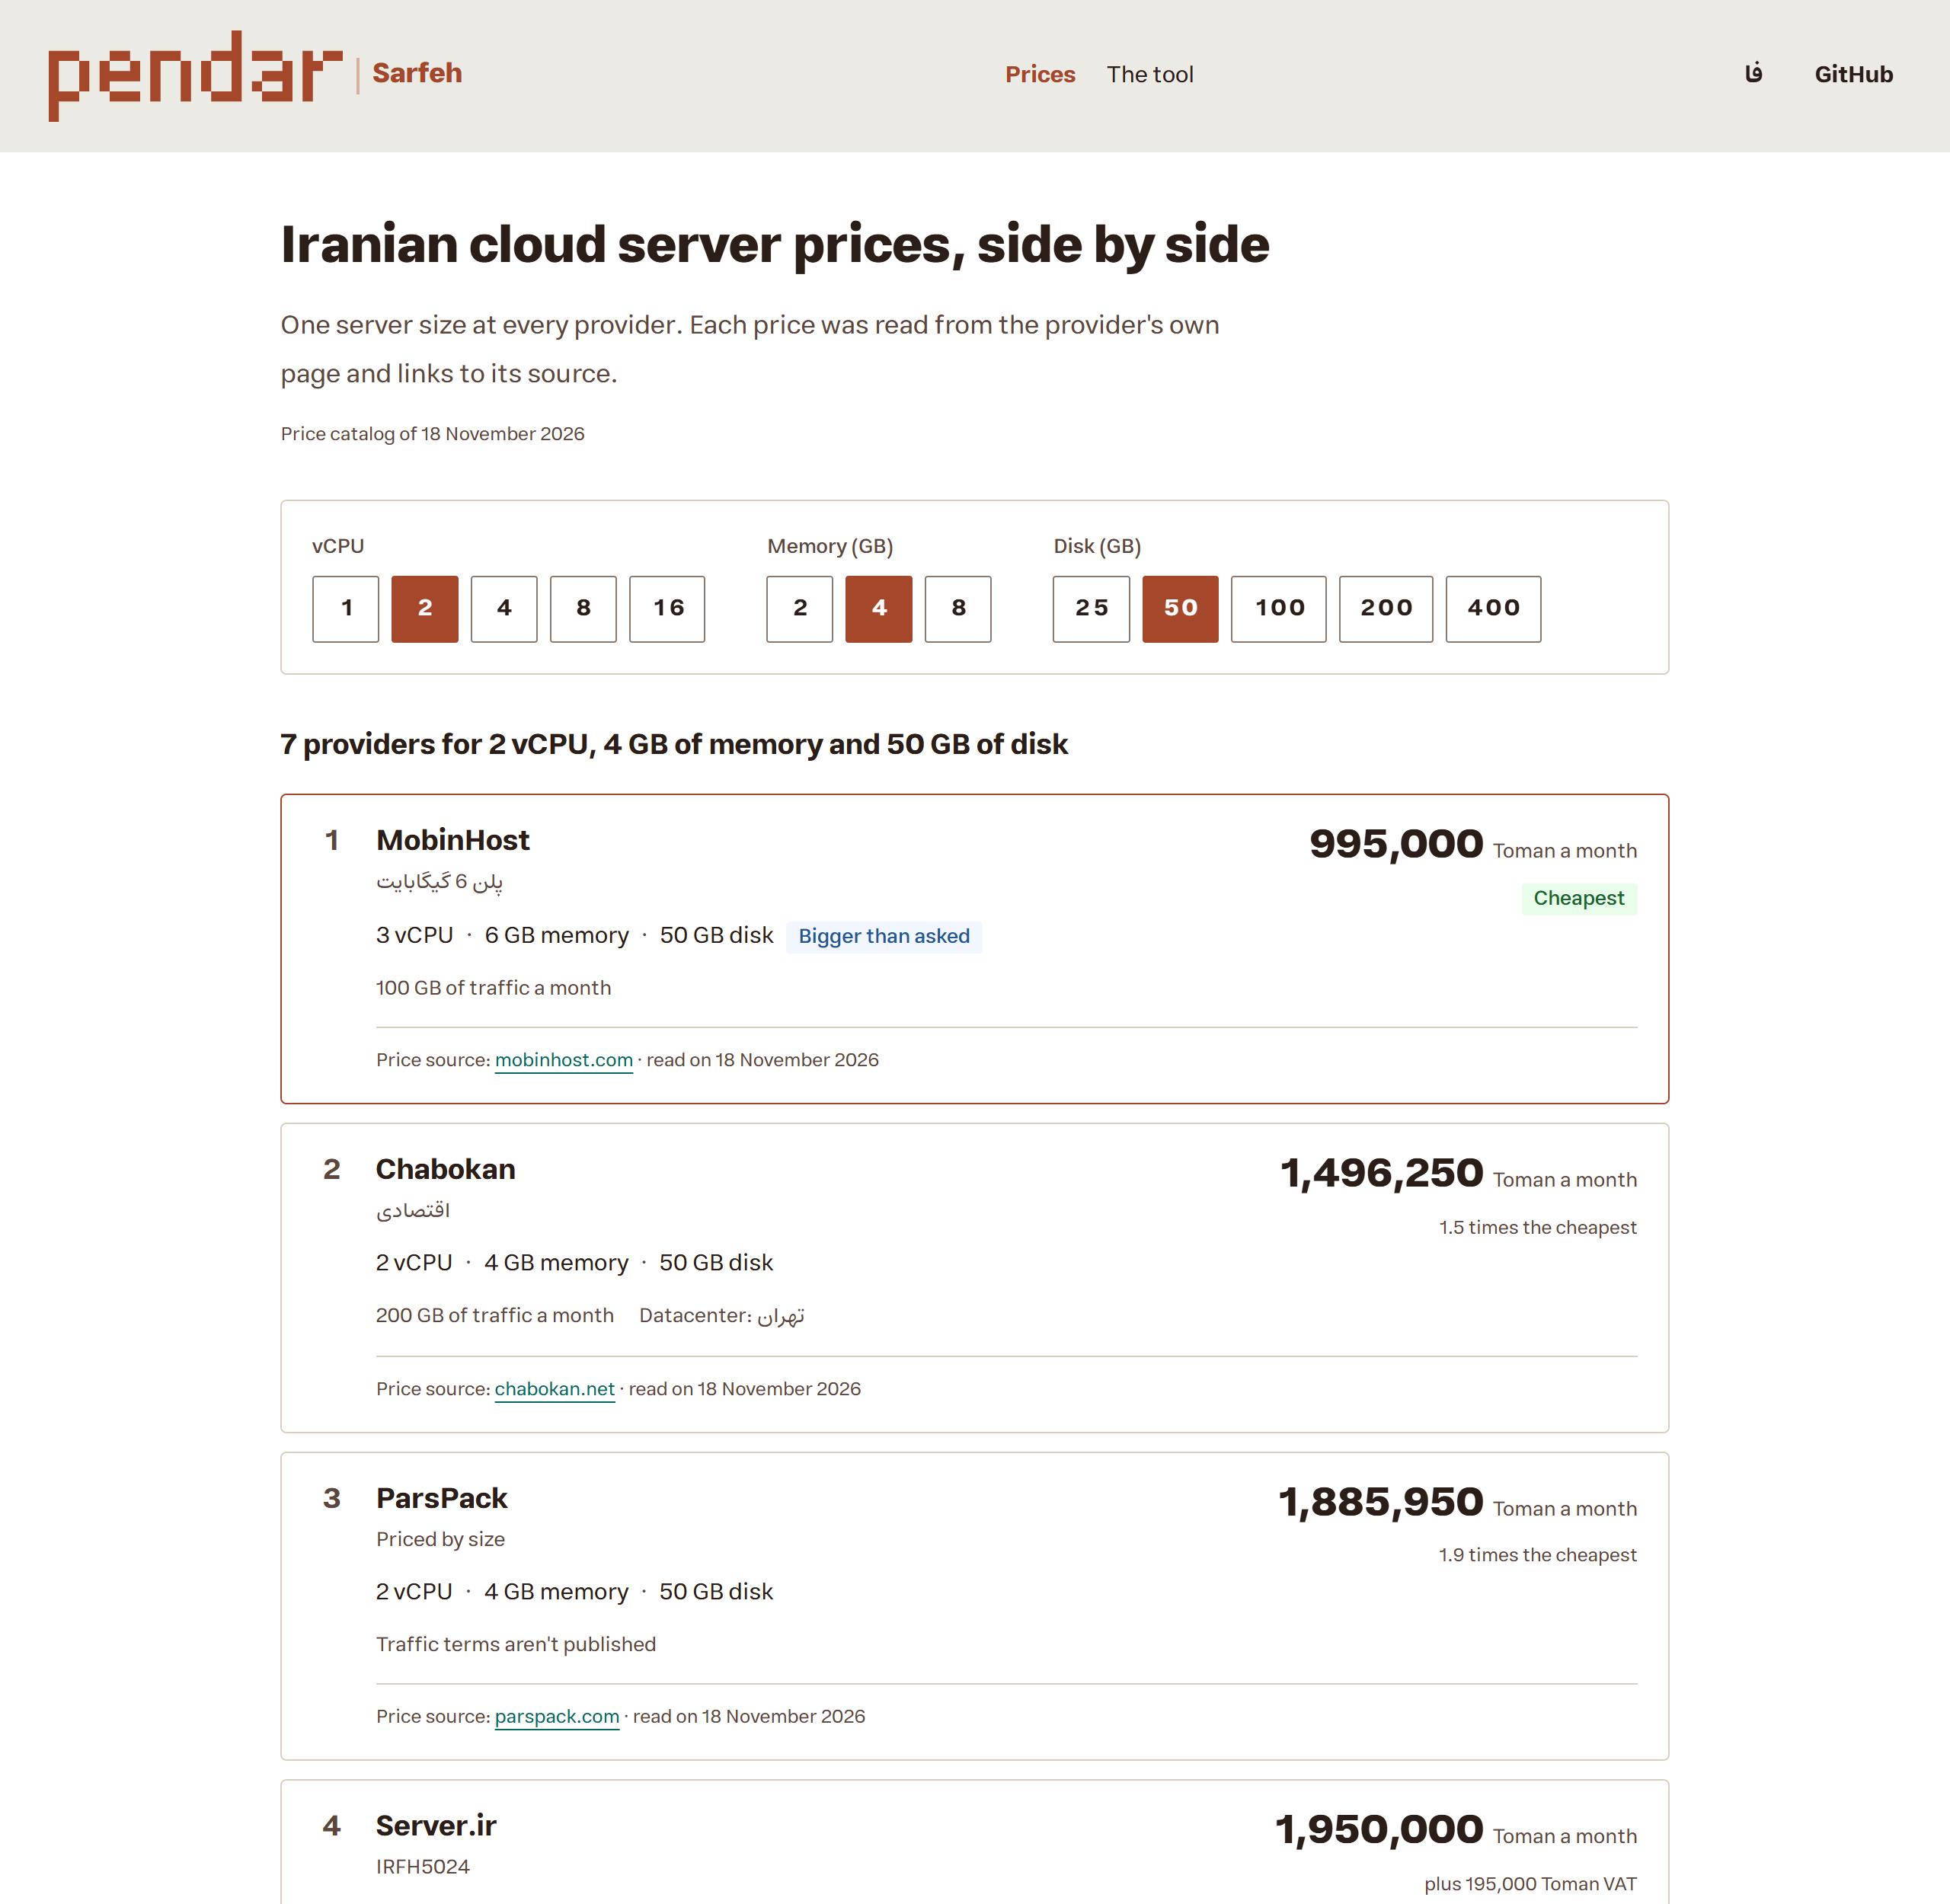 pendar | Sarfeh
Prices The tool
فا GitHub
Iranian cloud server prices, side by side
One server size at every provider. Each price was read from the provider's own
page and links to its source.
Price catalog of 18 November 2026
vCPU
1 2 4 8 16
Memory (GB)
2 4 8
Disk (GB)
25 50 100 200 400
7 providers for 2 vCPU, 4 GB of memory and 50 GB of disk
1 MobinHost
995,000 Toman a month
پلن 6 گیگابایت
Cheapest
3 vCPU · 6 GB memory · 50 GB disk Bigger than asked
100 GB of traffic a month
Price source: mobinhost.com · read on 18 November 2026
2 Chabokan
1,496,250 Toman a month
اقتصادی
1.5 times the cheapest
2 vCPU · 4 GB memory · 50 GB disk
200 GB of traffic a month Datacenter: تهران
Price source: chabokan.net · read on 18 November 2026
3 ParsPack
1,885,950 Toman a month
Priced by size
1.9 times the cheapest
2 vCPU · 4 GB memory · 50 GB disk
Traffic terms aren't published
Price source: parspack.com · read on 18 November 2026
4 Server.ir
1,950,000 Toman a month
IRFH5024
plus 195,000 Toman VAT